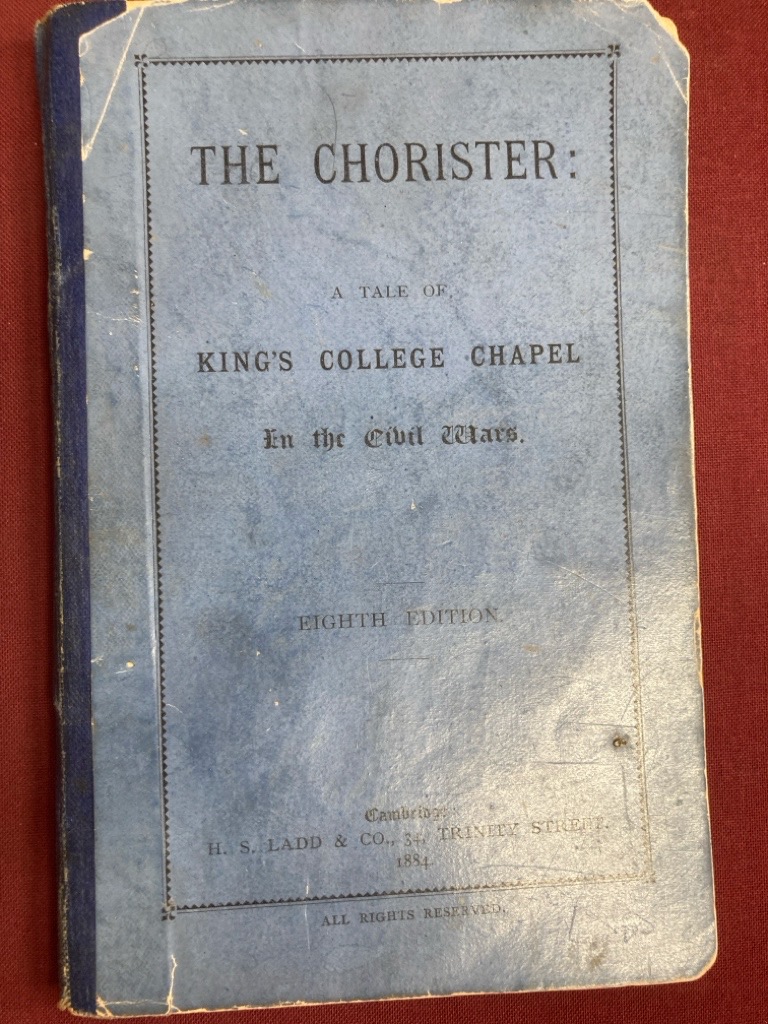 THE CHORISTER:
A TALE OF
KING'S COLLEGE CHAPEL
In the Civil Wars.
EIGHTH EDITION.
Cambridge:
H. S. LADD & CO., 34, TRINITY STREET.
1884.
ALL RIGHTS RESERVED.